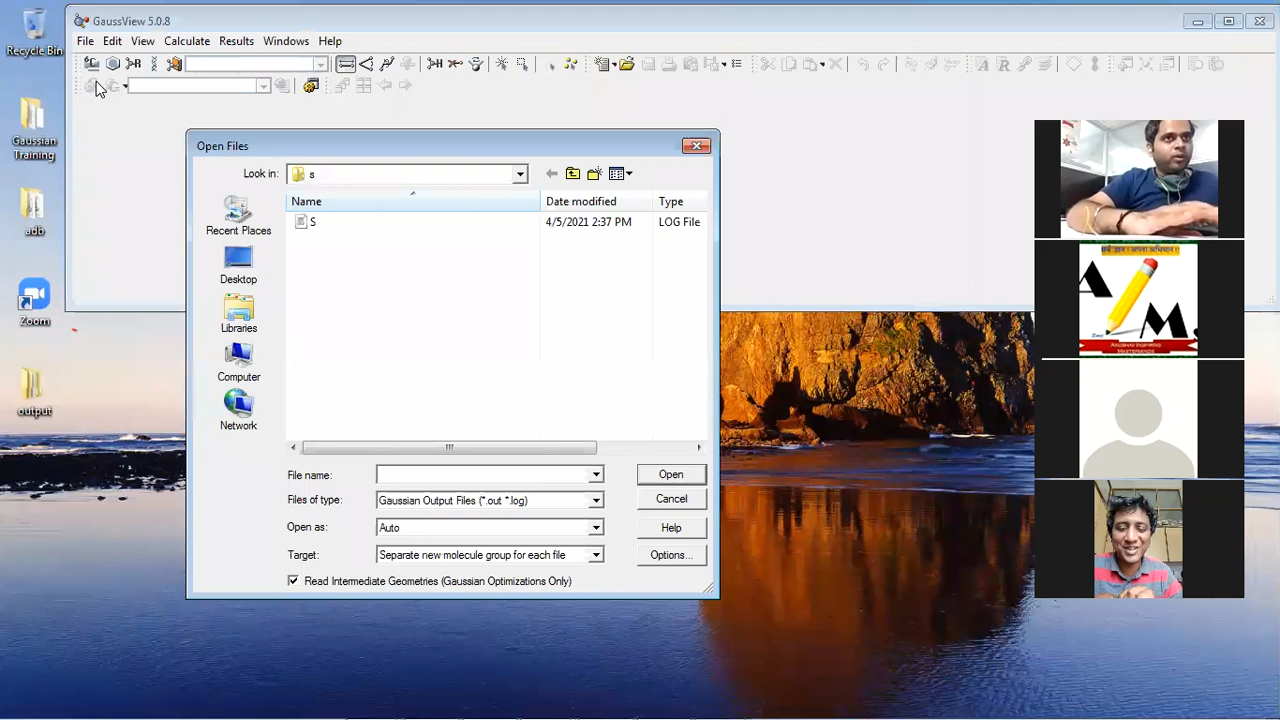 GaussView 5.0.8
File Edit View Calculate Results Windows Help
Recycle Bin
Gaussian
Training
adb
Zoom
output
Open Files
Look in:
s
Name
Date modified
Type
S
4/5/2021 2:37 PM
LOG File
Recent Places
Desktop
Libraries
Computer
Network
File name:
Open
Files of type:
Gaussian Output Files (*.out *.log)
Cancel
Open as:
Auto
Help
Target:
Separate new molecule group for each file
Options...
Read Intermediate Geometries (Gaussian Optimizations Only)
A
M